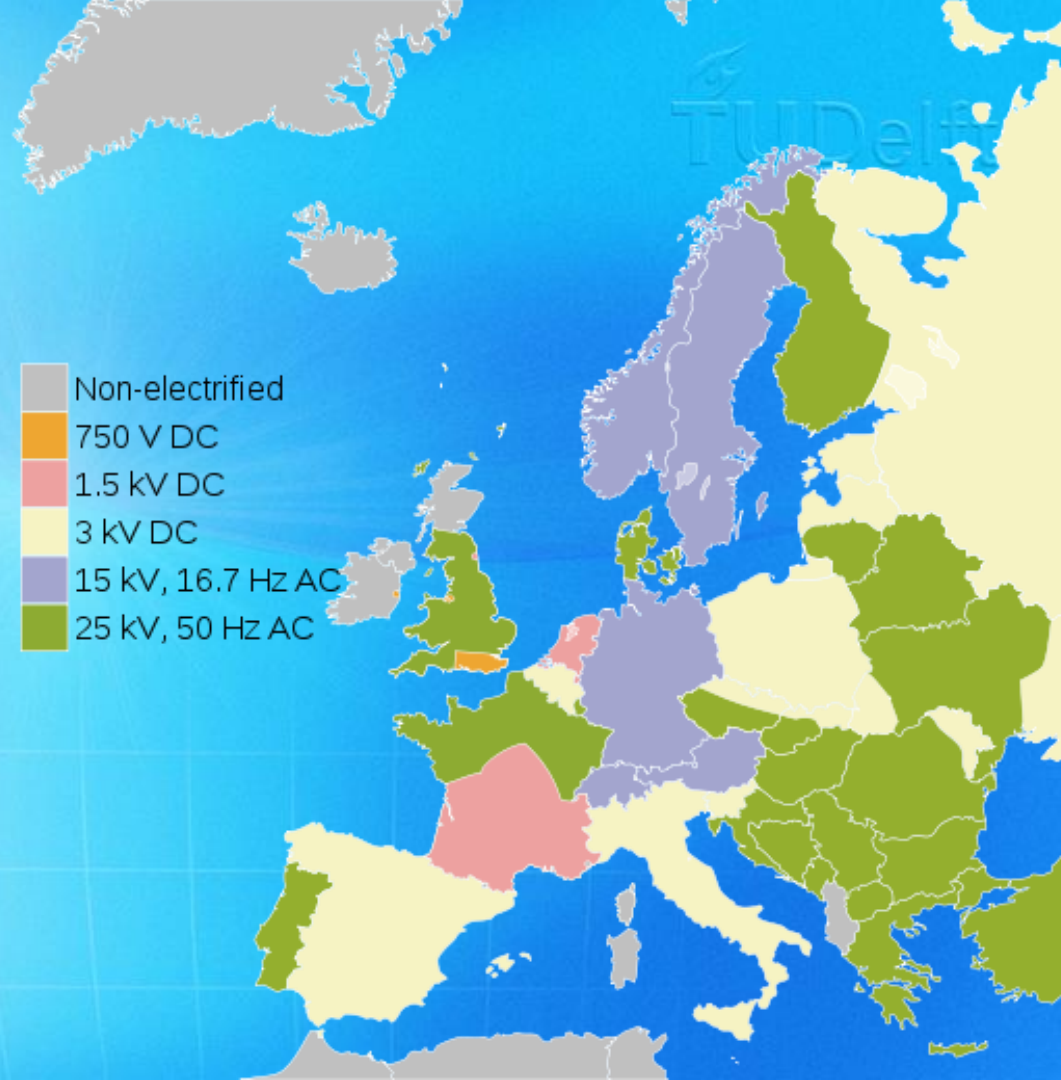 TUDelft
Non-electrified
750 V DC
1.5 kV DC
3 kV DC
15 kV, 16.7 Hz AC
25 kV, 50 Hz AC